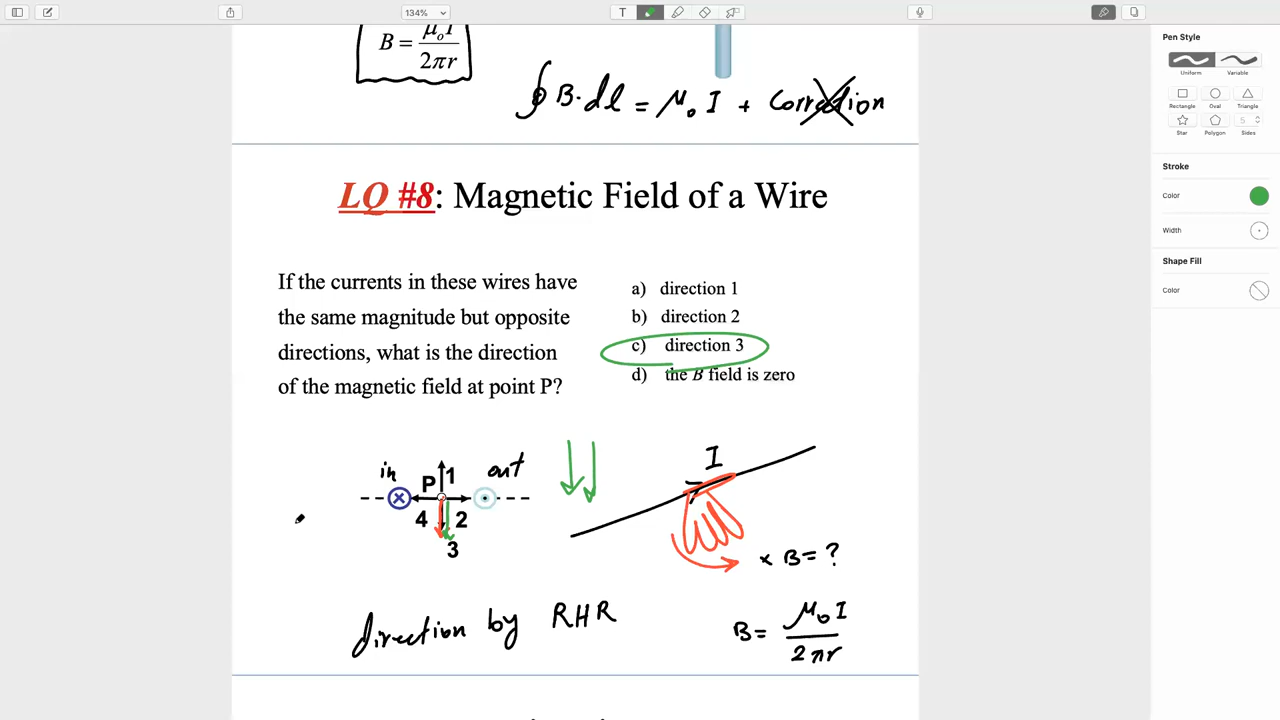 134%
T
B = μ₀I / 2πr
∮ B · dl = μ₀ I + Correction
LQ #8: Magnetic Field of a Wire
If the currents in these wires have
the same magnitude but opposite
directions, what is the direction
of the magnetic field at point P?
a) direction 1
b) direction 2
c) direction 3
d) the B field is zero
in P 1 out
4 2
3
I
× B = ?
direction by RHR
B = μ₀ I / 2πr
Pen Style
Uniform Variable
Rectangle Oval Triangle
5
Star Polygon Sides
Stroke
Color
Width
Shape Fill
Color